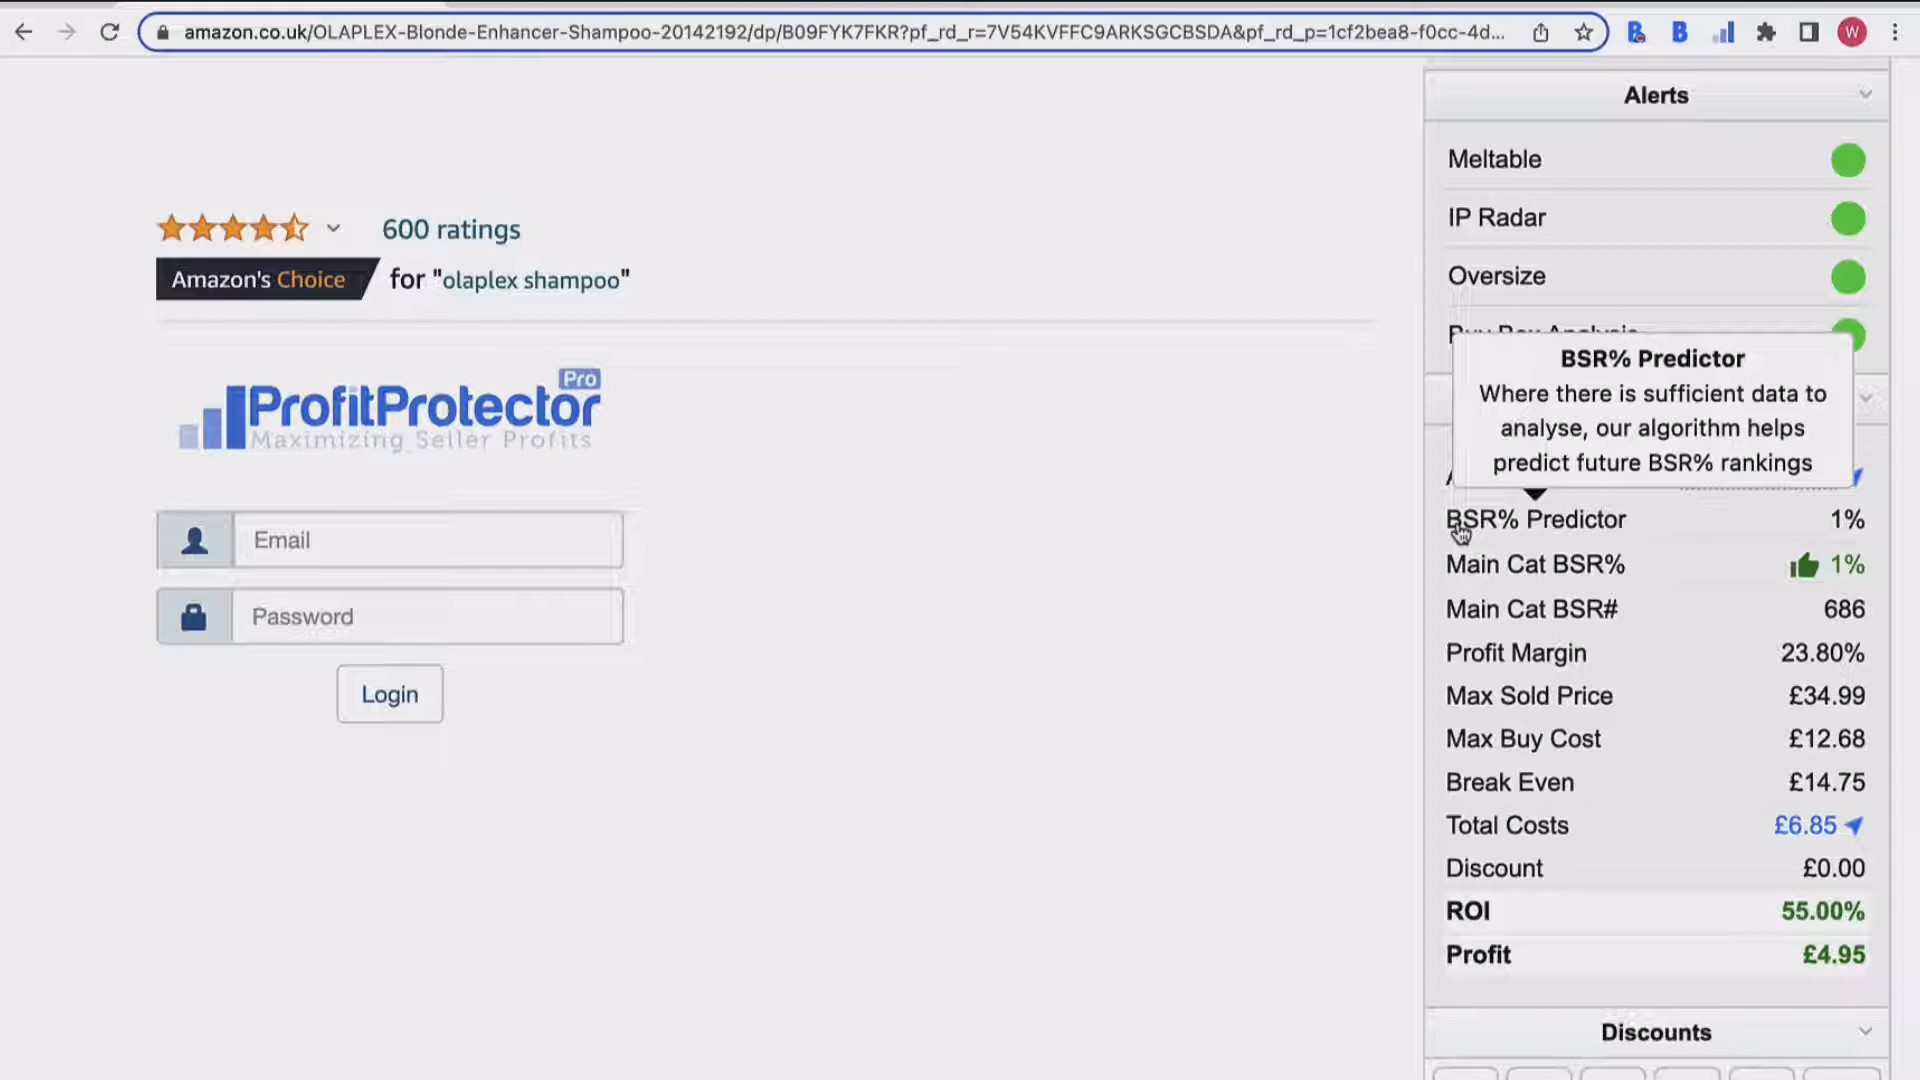 amazon.co.uk/OLAPLEX-Blonde-Enhancer-Shampoo-20142192/dp/B09FYK7FKR?pf_rd_r=7V54KVFFC9ARKSGCBSDA&pf_rd_p=1cf2bea8-f0cc-4d...
W
600 ratings
Amazon's Choice for "olaplex shampoo"
ProfitProtector Pro
Maximizing Seller Profits
Email
Password
Login
Alerts
Meltable
IP Radar
Oversize
BSR% Predictor
Where there is sufficient data to
analyse, our algorithm helps
predict future BSR% rankings
BSR% Predictor 1%
Main Cat BSR% 1%
Main Cat BSR# 686
Profit Margin 23.80%
Max Sold Price £34.99
Max Buy Cost £12.68
Break Even £14.75
Total Costs £6.85
Discount £0.00
ROI 55.00%
Profit £4.95
Discounts